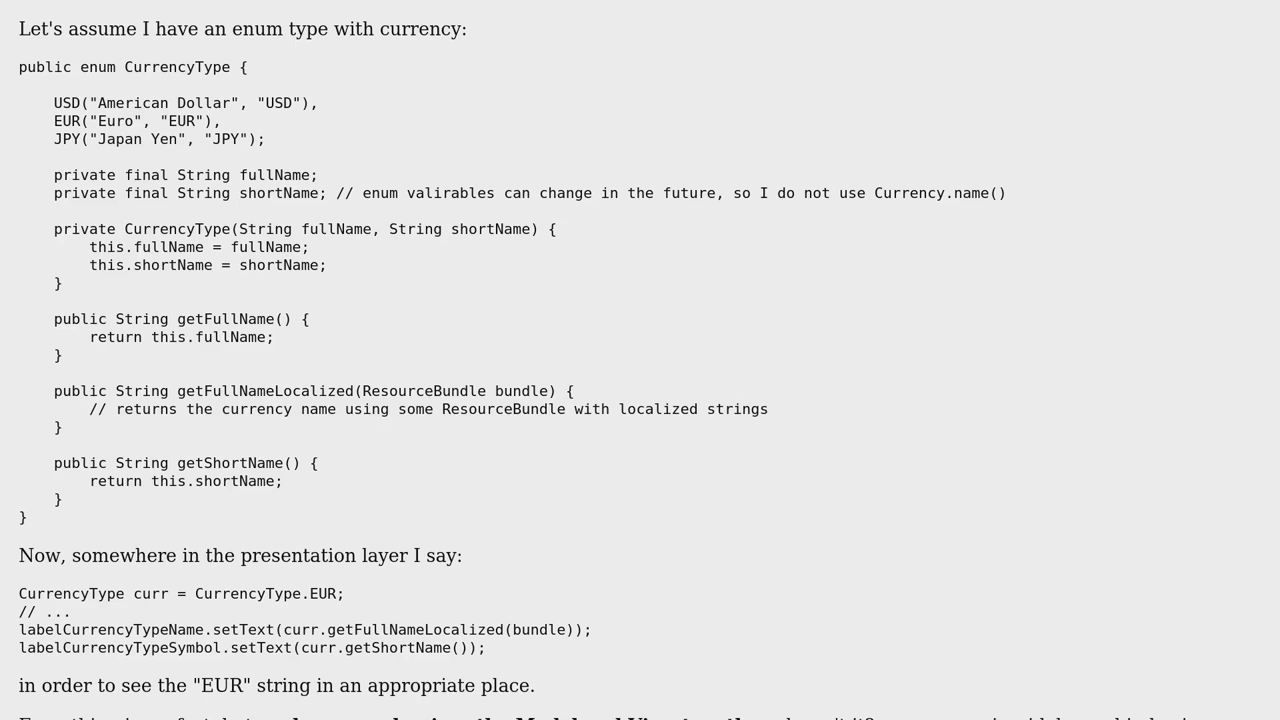 Let's assume I have an enum type with currency:
public enum CurrencyType {
USD("American Dollar", "USD"),
EUR("Euro", "EUR"),
JPY("Japan Yen", "JPY");
private final String fullName;
private final String shortName; // enum valirables can change in the future, so I do not use Currency.name()
private CurrencyType(String fullName, String shortName) {
this.fullName = fullName;
this.shortName = shortName;
}
public String getFullName() {
return this.fullName;
}
public String getFullNameLocalized(ResourceBundle bundle) {
// returns the currency name using some ResourceBundle with localized strings
}
public String getShortName() {
return this.shortName;
}
}
Now, somewhere in the presentation layer I say:
CurrencyType curr = CurrencyType.EUR;
// ...
labelCurrencyTypeName.setText(curr.getFullNameLocalized(bundle));
labelCurrencyTypeSymbol.setText(curr.getShortName());
in order to see the "EUR" string in an appropriate place.